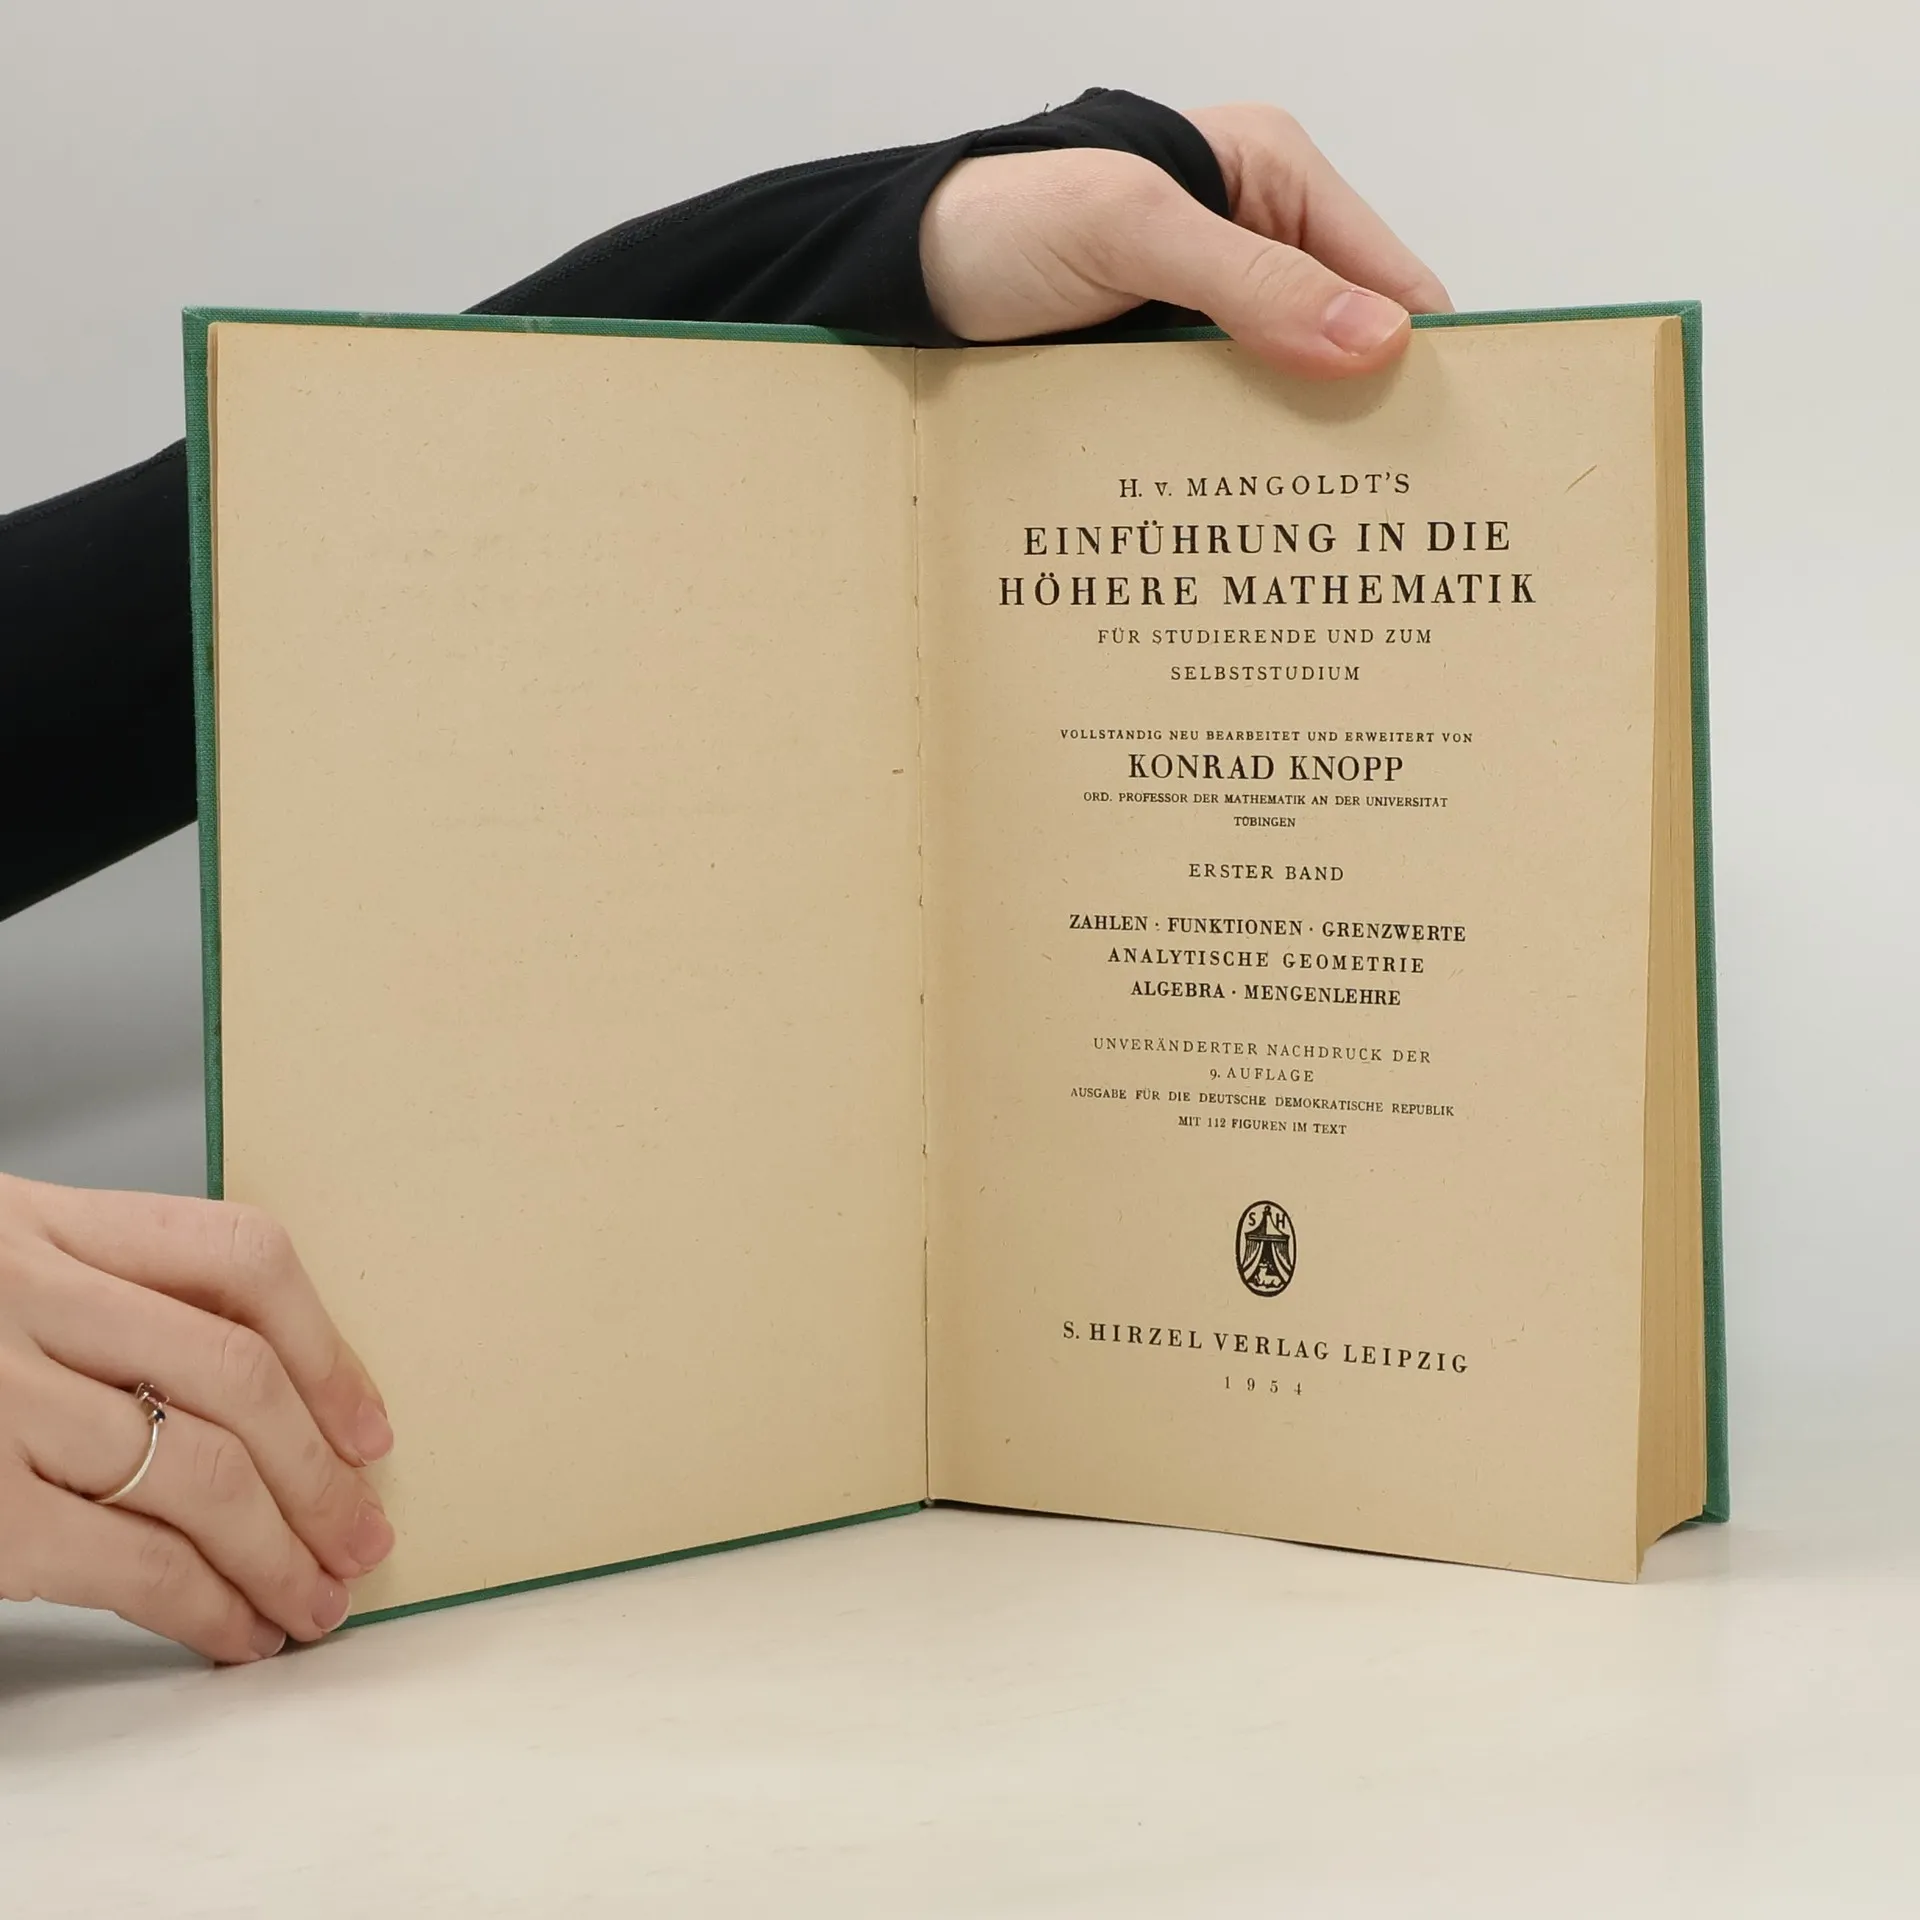 H. v. MANGOLDT'S
EINFÜHRUNG IN DIE
HÖHERE MATHEMATIK
FÜR STUDIERENDE UND ZUM
SELBSTSTUDIUM
VOLLSTÄNDIG NEU BEARBEITET UND ERWEITERT VON
KONRAD KNOPP
ORD. PROFESSOR DER MATHEMATIK AN DER UNIVERSITÄT
TÜBINGEN
ERSTER BAND
ZAHLEN · FUNKTIONEN · GRENZWERTE
ANALYTISCHE GEOMETRIE
ALGEBRA · MENGENLEHRE
UNVERÄNDERTER NACHDRUCK DER
9. AUFLAGE
AUSGABE FÜR DIE DEUTSCHE DEMOKRATISCHE REPUBLIK
MIT 112 FIGUREN IM TEXT
S H
S. HIRZEL VERLAG LEIPZIG
1954